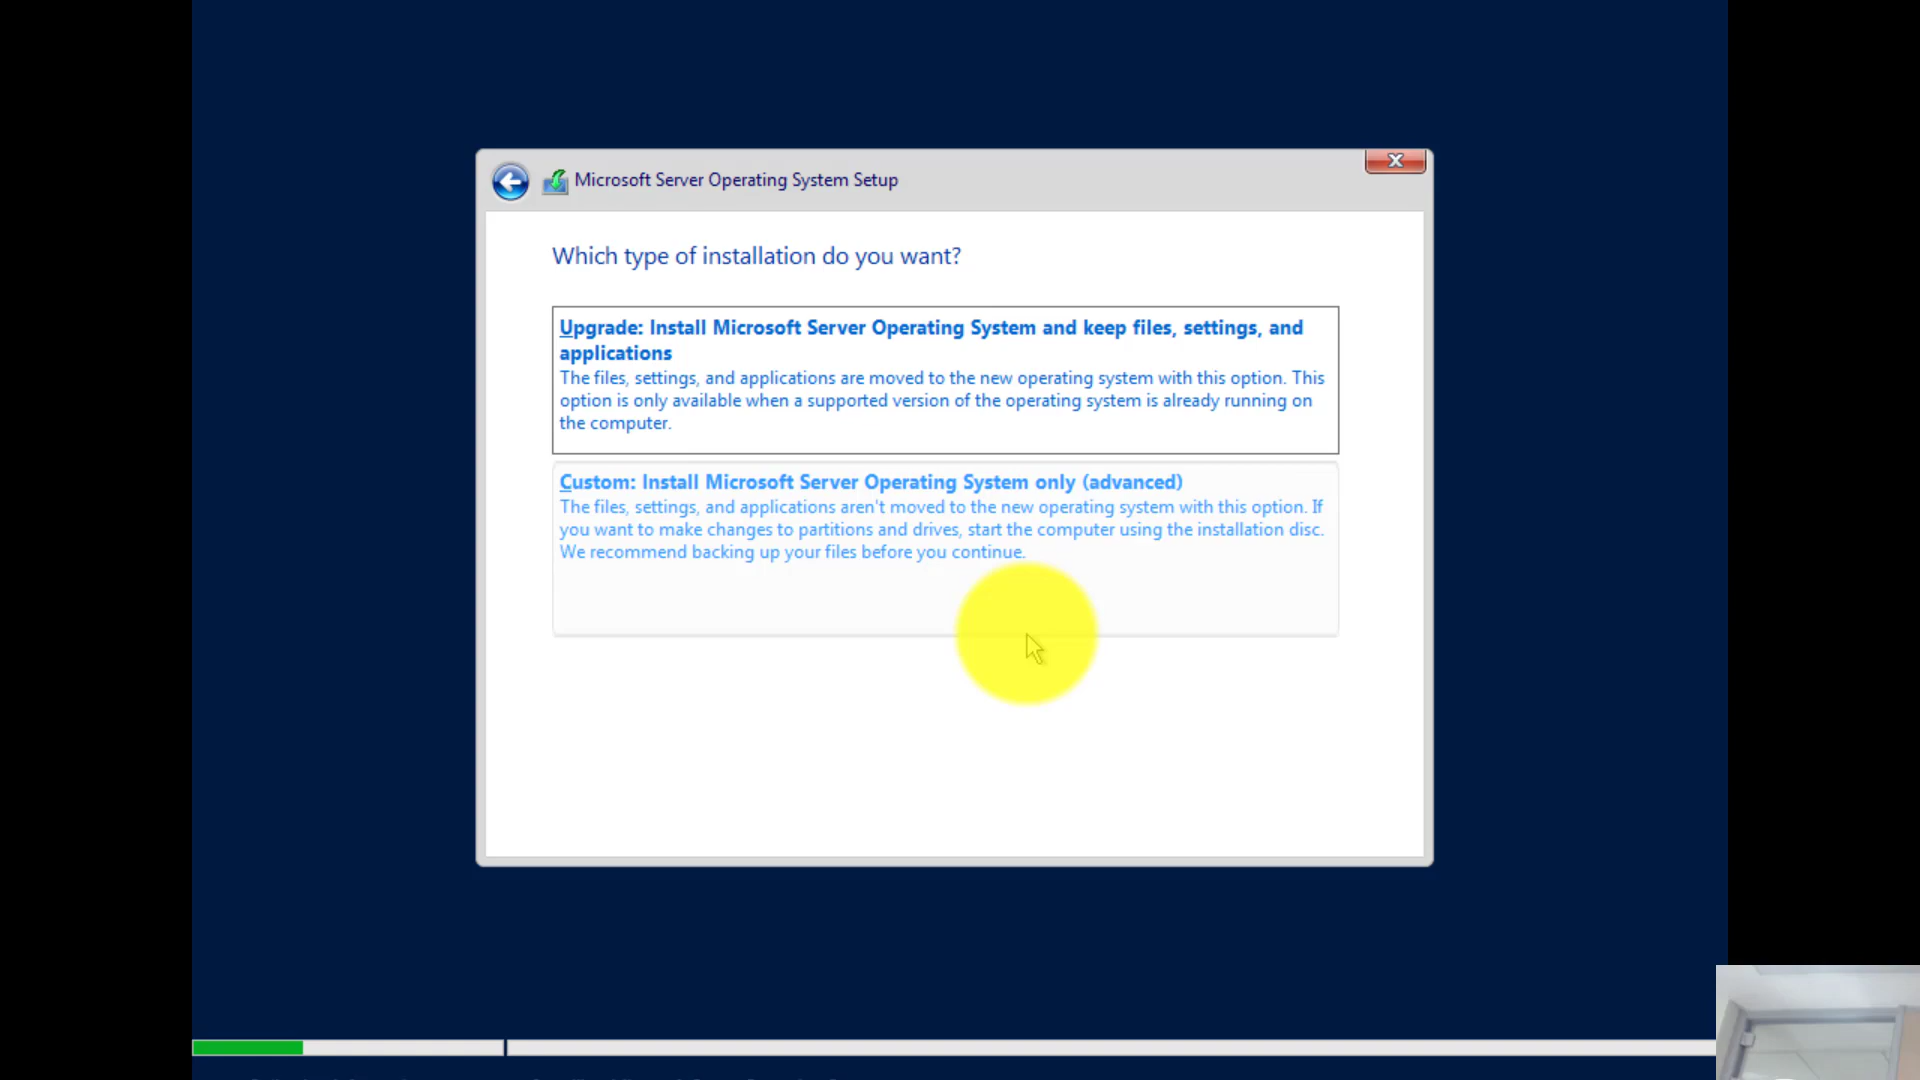 Microsoft Server Operating System Setup
Which type of installation do you want?
Upgrade: Install Microsoft Server Operating System and keep files, settings, and
applications
The files, settings, and applications are moved to the new operating system with this option. This
option is only available when a supported version of the operating system is already running on
the computer.
Custom: Install Microsoft Server Operating System only (advanced)
The files, settings, and applications aren't moved to the new operating system with this option. If
you want to make changes to partitions and drives, start the computer using the installation disc.
We recommend backing up your files before you continue.